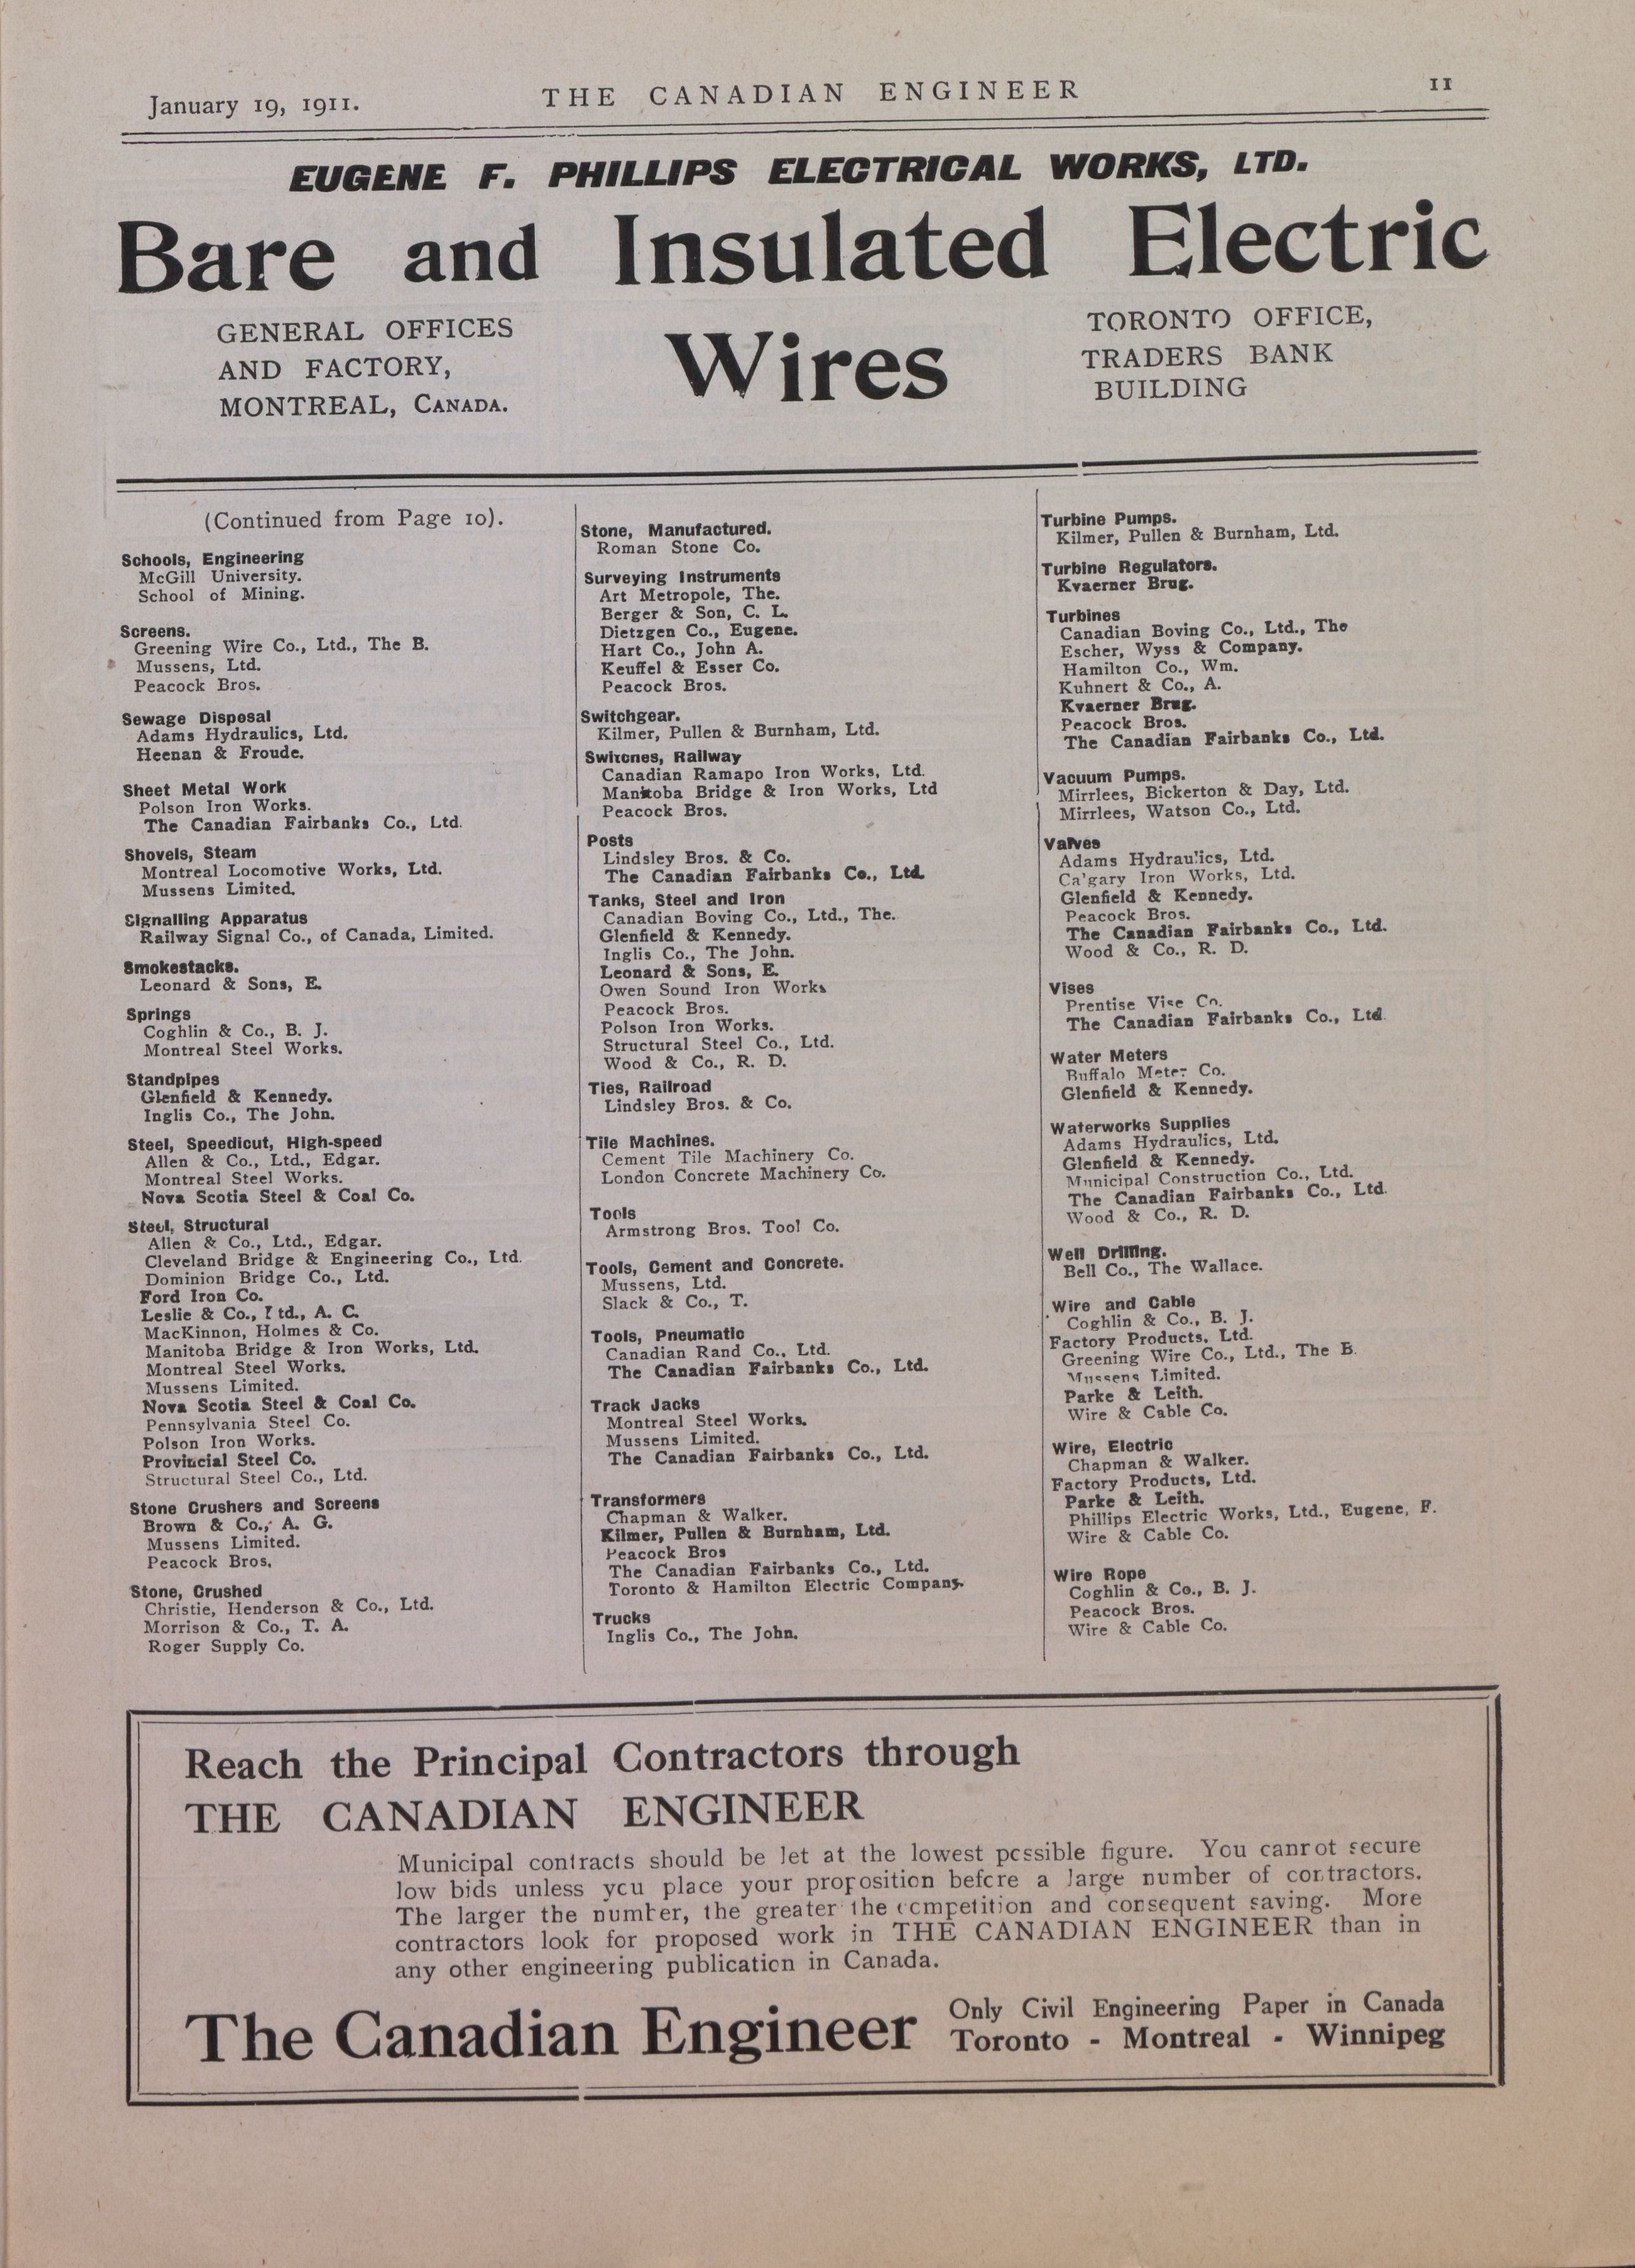 January 19, 1911.
THE CANADIAN ENGINEER
11
EUGENE F. PHILLIPS ELECTRICAL WORKS, LTD.
Bare and Insulated Electric
Wires
GENERAL OFFICES
AND FACTORY,
MONTREAL, CANADA.
TORONTO OFFICE,
TRADERS BANK
BUILDING
(Continued from Page 10).
Schools, Engineering
McGill University.
School of Mining.
Screens.
Greening Wire Co., Ltd., The B.
Mussens, Ltd.
Peacock Bros.
Sewage Disposal
Adams Hydraulics, Ltd.
Heenan & Froude.
Sheet Metal Work
Polson Iron Works.
The Canadian Fairbanks Co., Ltd.
Shovels, Steam
Montreal Locomotive Works, Ltd.
Mussens Limited.
Signalling Apparatus
Railway Signal Co., of Canada, Limited.
Smokestacks.
Leonard & Sons, E.
Springs
Coghlin & Co., B. J.
Montreal Steel Works.
Standpipes
Glenfield & Kennedy.
Inglis Co., The John.
Steel, Speedicut, High-speed
Allen & Co., Ltd., Edgar.
Montreal Steel Works.
Nova Scotia Steel & Coal Co.
Steel, Structural
Allen & Co., Ltd., Edgar.
Cleveland Bridge & Engineering Co., Ltd.
Dominion Bridge Co., Ltd.
Ford Iron Co.
Leslie & Co., Ltd., A. C.
MacKinnon, Holmes & Co.
Manitoba Bridge & Iron Works, Ltd.
Montreal Steel Works.
Mussens Limited.
Nova Scotia Steel & Coal Co.
Pennsylvania Steel Co.
Polson Iron Works.
Provincial Steel Co.
Structural Steel Co., Ltd.
Stone Crushers and Screens
Brown & Co., A. G.
Mussens Limited.
Peacock Bros.
Stone, Crushed
Christie, Henderson & Co., Ltd.
Morrison & Co., T. A.
Roger Supply Co.
Stone, Manufactured.
Roman Stone Co.
Surveying Instruments
Art Metropole, The.
Berger & Son, C. L.
Dietzgen Co., Eugene.
Hart Co., John A.
Keuffel & Esser Co.
Peacock Bros.
Switchgear.
Kilmer, Pullen & Burnham, Ltd.
Switches, Railway
Canadian Ramapo Iron Works, Ltd.
Manitoba Bridge & Iron Works, Ltd
Peacock Bros.
Posts
Lindsley Bros. & Co.
The Canadian Fairbanks Co., Ltd.
Tanks, Steel and Iron
Canadian Boving Co., Ltd., The.
Glenfield & Kennedy.
Inglis Co., The John.
Leonard & Sons, E.
Owen Sound Iron Works
Peacock Bros.
Polson Iron Works.
Structural Steel Co., Ltd.
Wood & Co., R. D.
Ties, Railroad
Lindsley Bros. & Co.
Tile Machines.
Cement Tile Machinery Co.
London Concrete Machinery Co.
Tools
Armstrong Bros. Tool Co.
Tools, Cement and Concrete.
Mussens, Ltd.
Slack & Co., T.
Tools, Pneumatic
Canadian Rand Co., Ltd.
The Canadian Fairbanks Co., Ltd.
Track Jacks
Montreal Steel Works.
Mussens Limited.
The Canadian Fairbanks Co., Ltd.
Transformers
Chapman & Walker.
Kilmer, Pullen & Burnham, Ltd.
Peacock Bros
The Canadian Fairbanks Co., Ltd.
Toronto & Hamilton Electric Company.
Trucks
Inglis Co., The John.
Turbine Pumps.
Kilmer, Pullen & Burnham, Ltd.
Turbine Regulators.
Kvaerner Brug.
Turbines
Canadian Boving Co., Ltd., The
Escher, Wyss & Company.
Hamilton Co., Wm.
Kuhnert & Co., A.
Kvaerner Brug.
Peacock Bros.
The Canadian Fairbanks Co., Ltd.
Vacuum Pumps.
Mirrlees, Bickerton & Day, Ltd.
Mirrlees, Watson Co., Ltd.
Valves
Adams Hydraulics, Ltd.
Ca'gary Iron Works, Ltd.
Glenfield & Kennedy.
Peacock Bros.
The Canadian Fairbanks Co., Ltd.
Wood & Co., R. D.
Vises
Prentise Vise Co.
The Canadian Fairbanks Co., Ltd.
Water Meters
Buffalo Meter Co.
Glenfield & Kennedy.
Waterworks Supplies
Adams Hydraulics, Ltd.
Glenfield & Kennedy.
Municipal Construction Co., Ltd.
The Canadian Fairbanks Co., Ltd.
Wood & Co., R. D.
Well Drilling.
Bell Co., The Wallace.
Wire and Cable
Coghlin & Co., B. J.
Factory Products, Ltd.
Greening Wire Co., Ltd., The B.
Mussens Limited.
Parke & Leith.
Wire & Cable Co.
Wire, Electric
Chapman & Walker.
Factory Products, Ltd.
Parke & Leith.
Phillips Electric Works, Ltd., Eugene, F.
Wire & Cable Co.
Wire Rope
Coghlin & Co., B. J.
Peacock Bros.
Wire & Cable Co.
Reach the Principal Contractors through
THE CANADIAN ENGINEER
Municipal contracts should be let at the lowest possible figure. You cannot secure
low bids unless you place your proposition before a large number of contractors.
The larger the number, the greater the competition and consequent saving. More
contractors look for proposed work in THE CANADIAN ENGINEER than in
any other engineering publication in Canada.
The Canadian Engineer
Only Civil Engineering Paper in Canada
Toronto - Montreal - Winnipeg